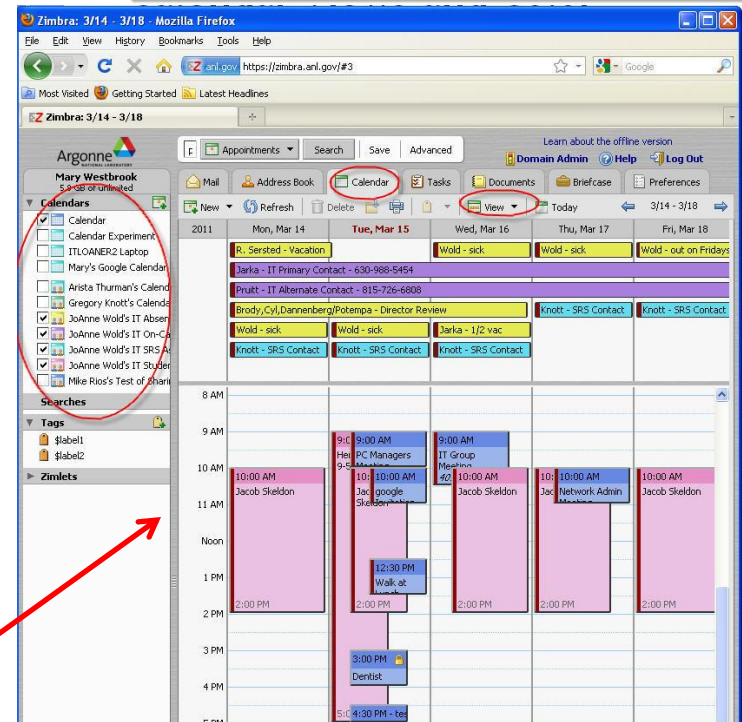 Zimbra: 3/14 - 3/18 - Mozilla Firefox
File Edit View History Bookmarks Tools Help
anl.gov https://zimbra.anl.gov/#3
Google
Most Visited Getting Started Latest Headlines
Zimbra: 3/14 - 3/18
Argonne
NATIONAL LABORATORY
Mary Westbrook
5.8 GB of unlimited
Appointments Search Save Advanced
Learn about the offline version
Domain Admin Help Log Out
Mail Address Book Calendar Tasks Documents Briefcase Preferences
New Refresh Delete View Today 3/14 - 3/18
Calendars
Calendar
Calendar Experiment
ITLOANER2 Laptop
Mary's Google Calendar
Arista Thurman's Calend
Gregory Knott's Calenda
JoAnne Wold's IT Absen
JoAnne Wold's IT On-Ca
JoAnne Wold's IT SRS As
JoAnne Wold's IT Studen
Mike Rios's Test of Shari
Searches
Tags
$label1
$label2
Zimlets
2011 Mon, Mar 14 Tue, Mar 15 Wed, Mar 16 Thu, Mar 17 Fri, Mar 18
R. Sersted - Vacation Wold - sick Wold - sick Wold - out on Fridays
Jarka - IT Primary Contact - 630-988-5454
Pruitt - IT Alternate Contact - 815-726-6808
Brody,Cyl,Dannenberg/Potempa - Director Review Knott - SRS Contact Knott - SRS Contact
Wold - sick Wold - sick Jarka - 1/2 vac
Knott - SRS Contact Knott - SRS Contact Knott - SRS Contact
8 AM
9 AM
9:00 AM 9:00 AM
PC Managers IT Group
Meeting Meeting
10 AM
10:00 AM 10:00 AM 10:00 AM 10:00 AM 10:00 AM
Jacob Skeldon google Jacob Skeldon Network Admin Jacob Skeldon
Meeting
11 AM
Noon
12:30 PM
Walk at
1 PM
2:00 PM 2:00 PM 2:00 PM 2:00 PM 2:00 PM
2 PM
3 PM
3:00 PM
Dentist
4 PM
4:30 PM - tes
5 PM